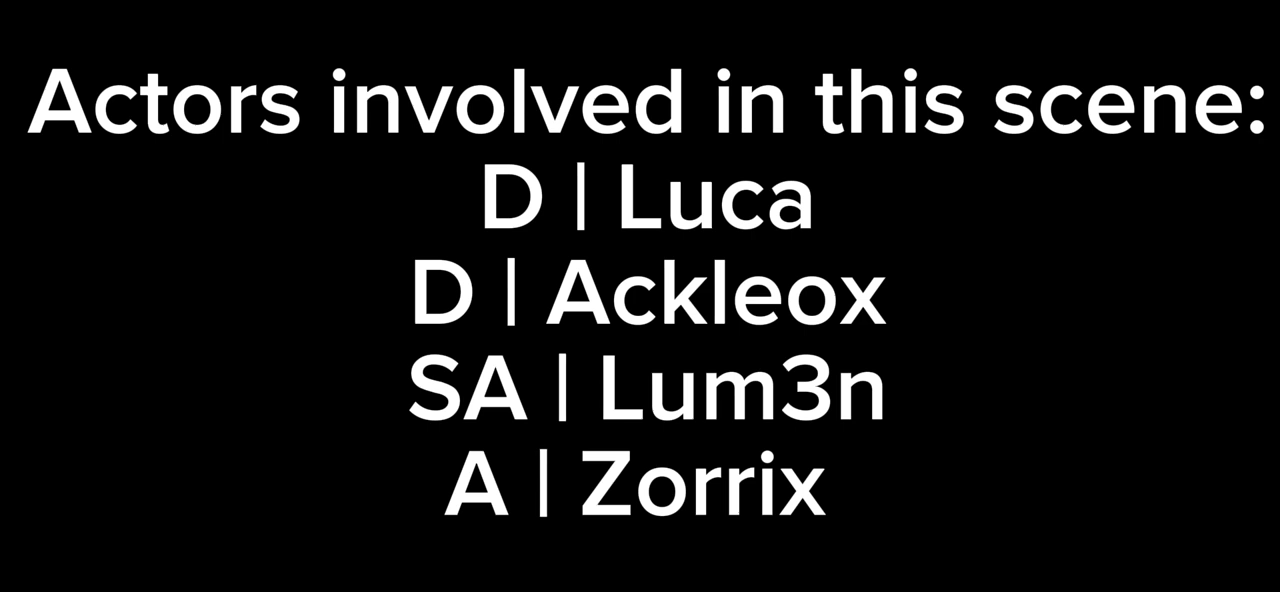 Actors involved in this scene:
D | Luca
D | Ackleox
SA | Lum3n
A | Zorrix